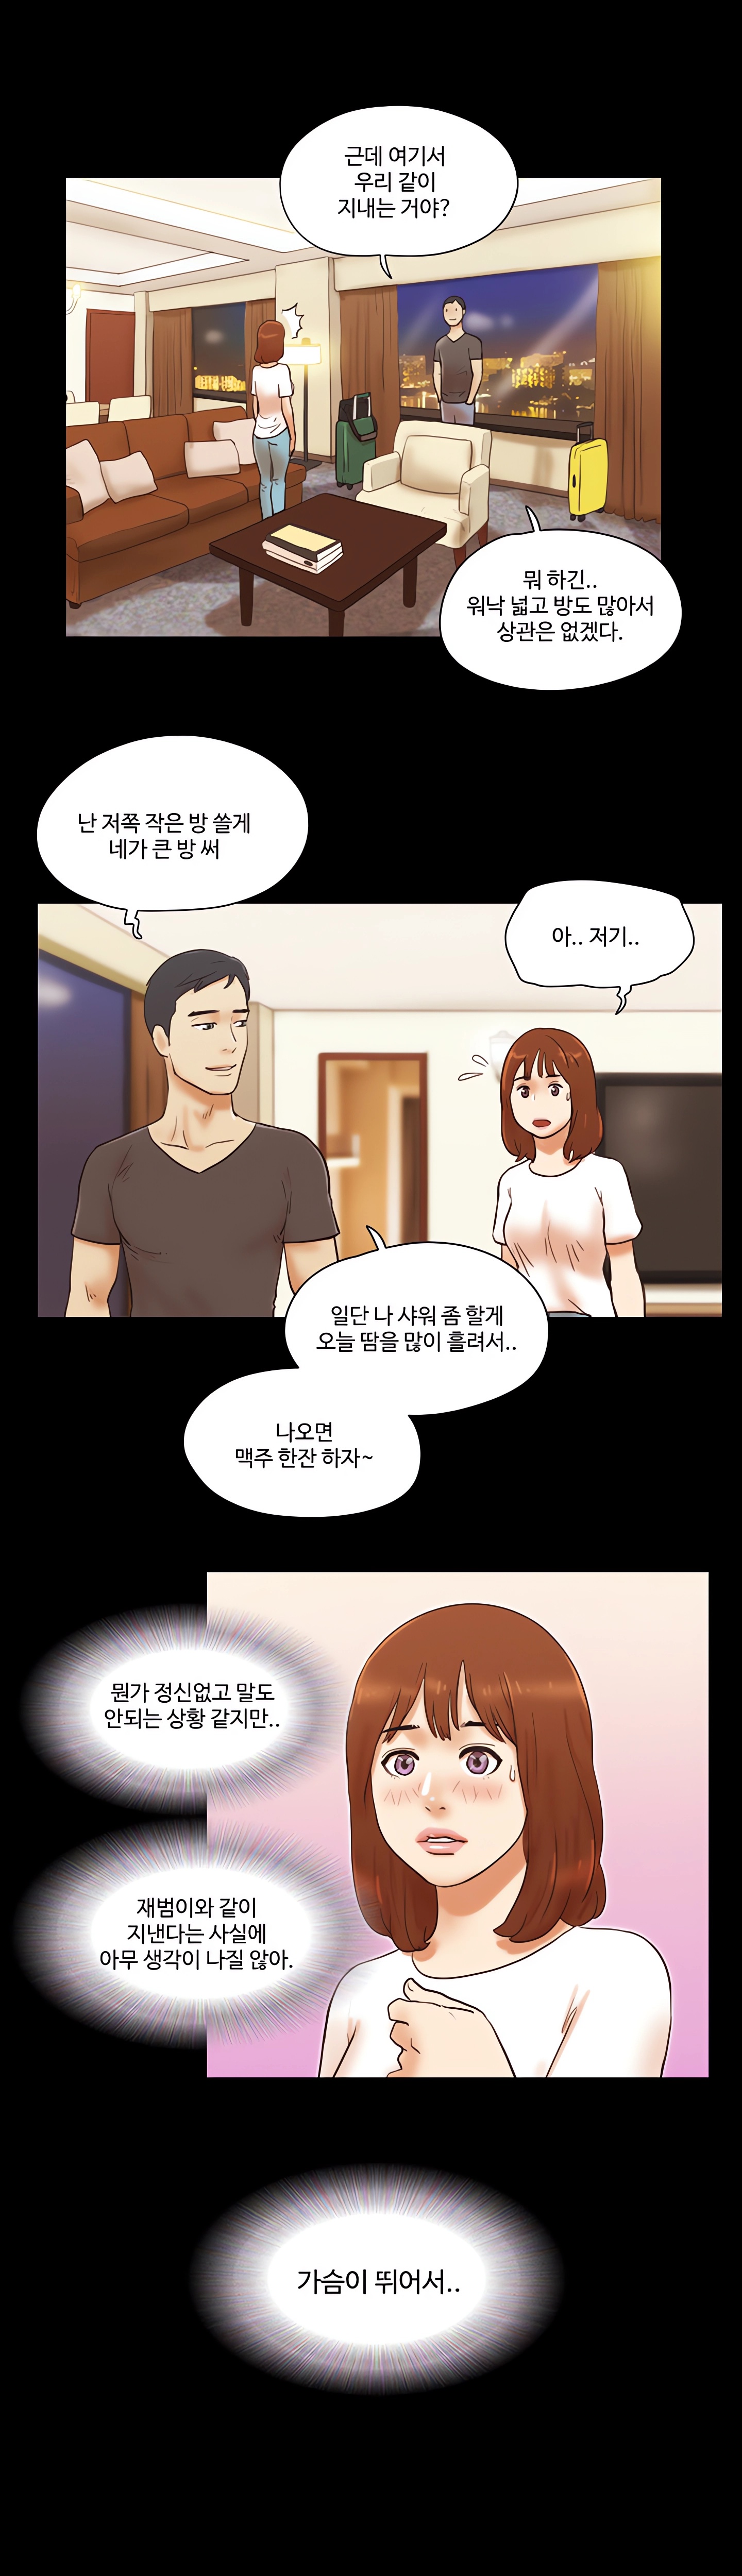 근데 여기서
우리 같이
지내는 거야?
뭐 하긴..
워낙 넓고 방도 많아서
상관은 없겠다.
난 저쪽 작은 방 쓸게
네가 큰 방 써
아.. 저기..
일단 나 샤워 좀 할게
오늘 땀을 많이 흘려서..
나오면
맥주 한잔 하자~
뭔가 정신없고 말도
안되는 상황 같지만..
재범이와 같이
지낸다는 사실에
아무 생각이 나질 않아.
가슴이 뛰어서..